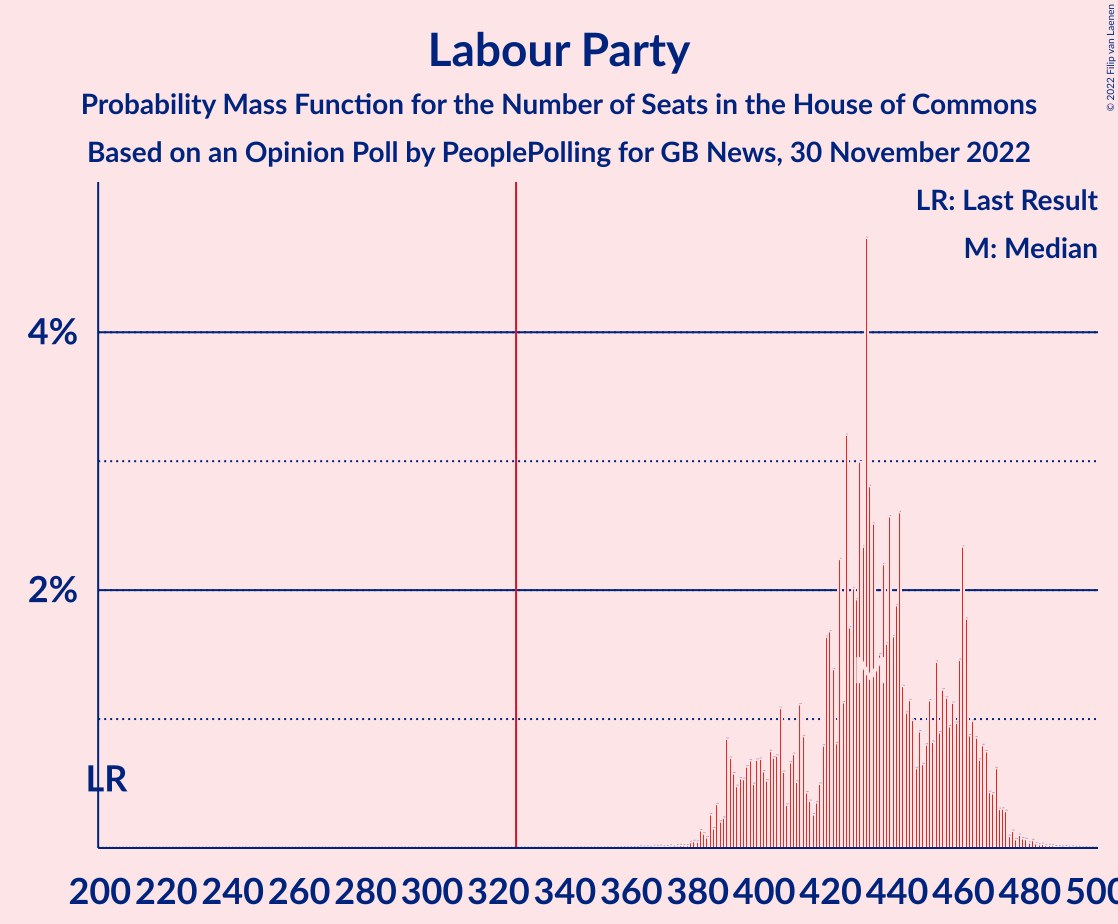 Labour Party
Probability Mass Function for the Number of Seats in the House of Commons
Based on an Opinion Poll by PeoplePolling for GB News, 30 November 2022
© 2022 Filip van Laenen
LR: Last Result
M: Median
4%
2%
LR
200 220 240 260 280 300 320 340 360 380 400 420 440 460 480 500